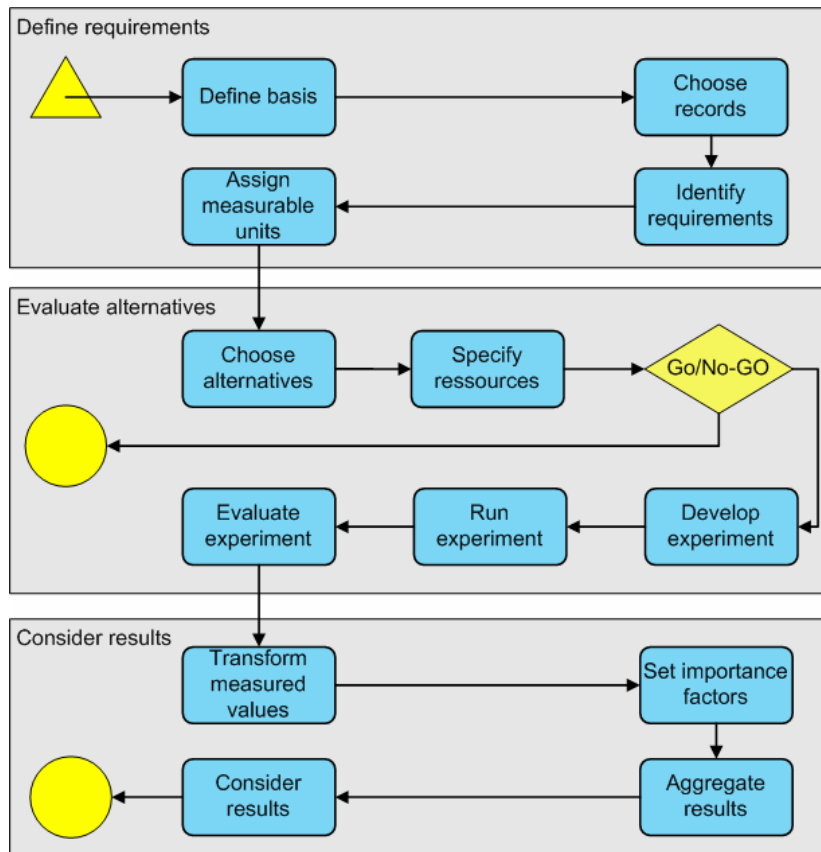 Define requirements
Define basis
Choose
records
Assign
measurable
units
Identify
requirements
Evaluate alternatives
Choose
alternatives
Specify
ressources
Go/No-GO
Evaluate
experiment
Run
experiment
Develop
experiment
Consider results
Transform
measured
values
Set importance
factors
Consider
results
Aggregate
results